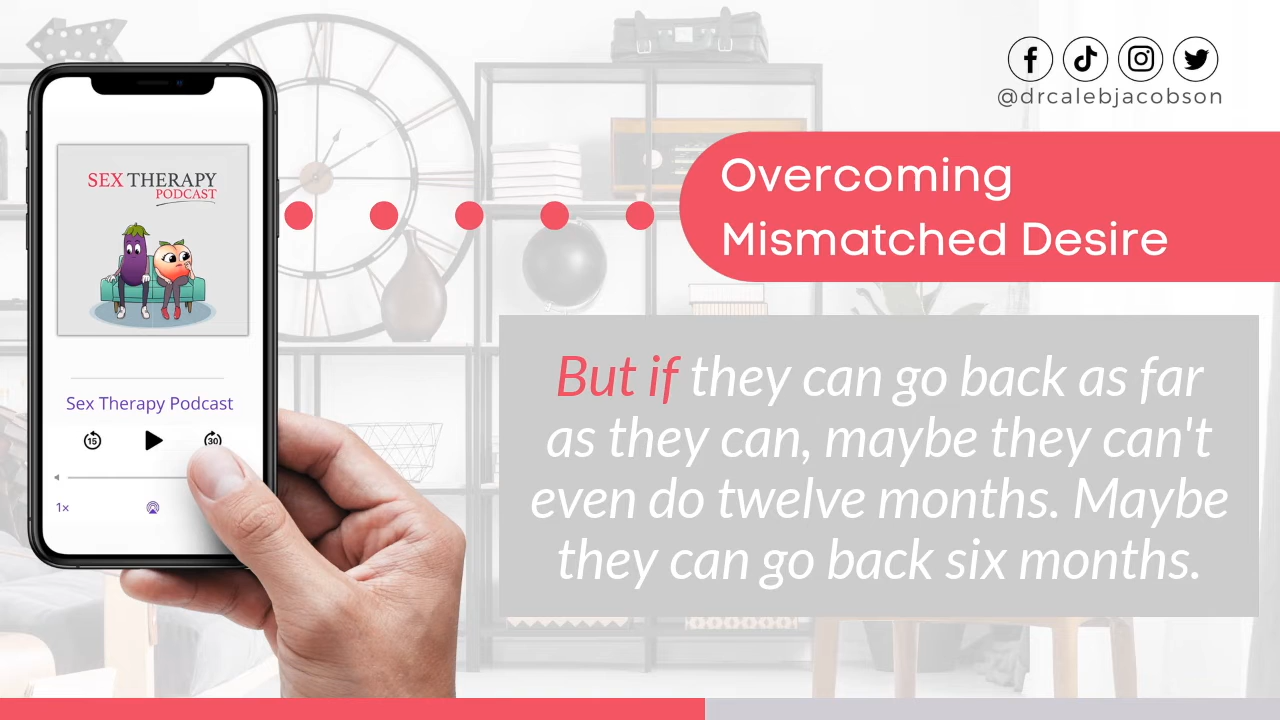 @drcalebjacobson
Overcoming
Mismatched Desire
SEX THERAPY
PODCAST
Sex Therapy Podcast
15
30
1×
But if they can go back as far
as they can, maybe they can't
even do twelve months. Maybe
they can go back six months.